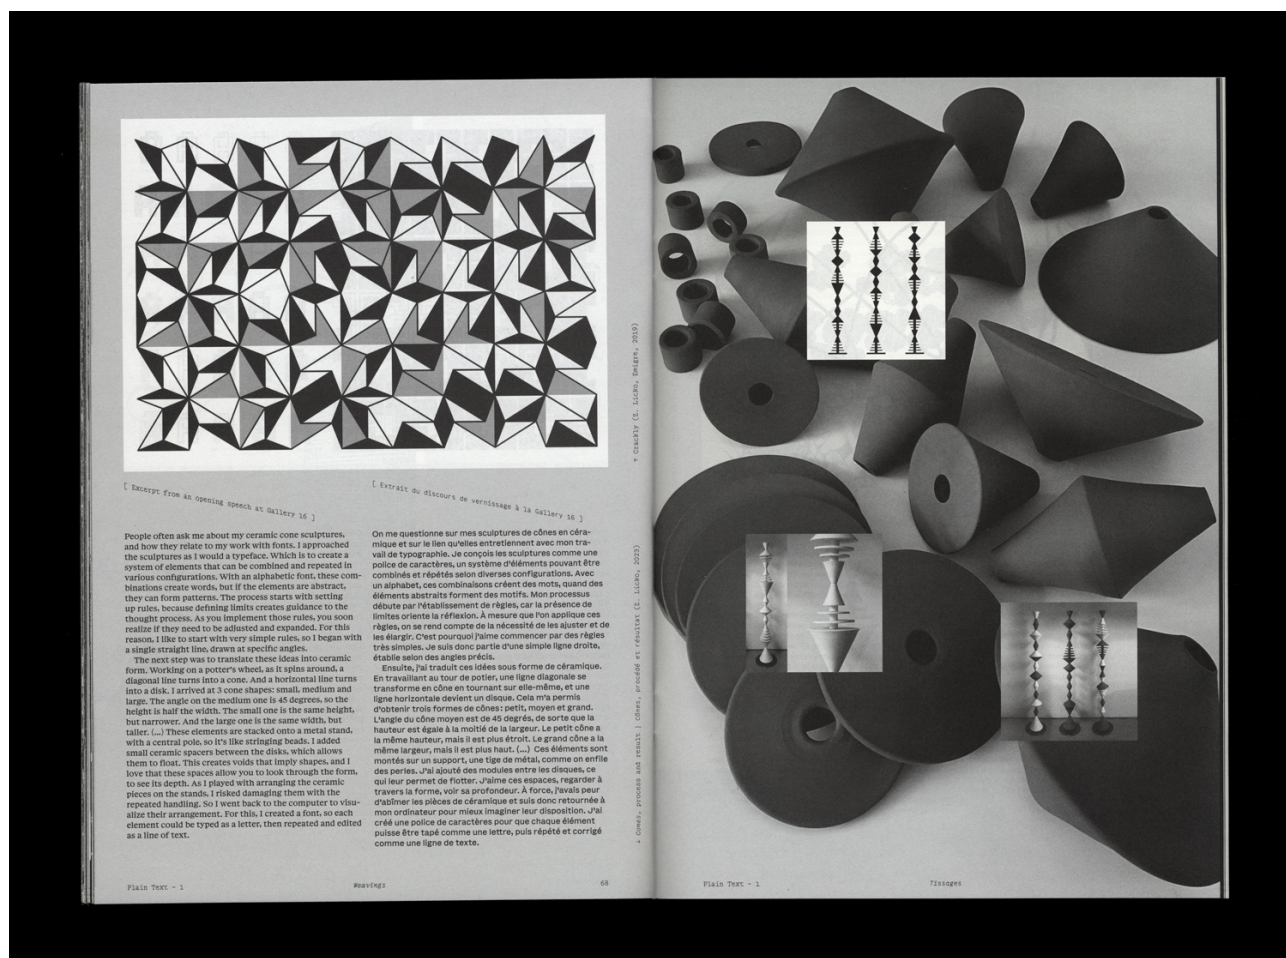 [ Excerpt from an opening speech at Gallery 16 ]
People often ask me about my ceramic cone sculptures,
and how they relate to my work with fonts. I approached
the sculptures as I would a typeface. Which is to create a
system of elements that can be combined and repeated in
various configurations. With an alphabetic font, these com-
binations create words, but if the elements are abstract,
they can form patterns. The process starts with setting
up rules, because defining limits creates guidance to the
thought process. As you implement those rules, you soon
realize if they need to be adjusted and expanded. For this
reason, I like to start with very simple rules, so I began with
a single straight line, drawn at specific angles.
The next step was to translate these ideas into ceramic
form. Working on a potter's wheel, as it spins around, a
diagonal line turns into a cone. And a horizontal line turns
into a disk. I arrived at 3 cone shapes: small, medium and
large. The angle on the medium one is 45 degrees, so the
height is half the width. The small one is the same height,
but narrower. And the large one is the same width, but
taller. (...) These elements are stacked onto a metal stand,
with a central pole, so it's like stringing beads. I added
small ceramic spacers between the disks, which allows
them to float. This creates voids that imply shapes, and I
love that these spaces allow you to look through the form,
to see its depth. As I played with arranging the ceramic
pieces on the stands, I risked damaging them with the
repeated handling. So I went back to the computer to visu-
alize their arrangement. For this, I created a font, so each
element could be typed as a letter, then repeated and edited
as a line of text.
[ Extrait du discours de vernissage à la Gallery 16 ]
On me questionne sur mes sculptures de cônes en céra-
mique et sur le lien qu'elles entretiennent avec mon tra-
vail de typographie. Je conçois les sculptures comme une
police de caractères, un système d'éléments pouvant être
combinés et répétés selon diverses configurations. Avec
un alphabet, ces combinaisons créent des mots, quand des
éléments abstraits forment des motifs. Mon processus
débute par l'établissement de règles, car la présence de
limites oriente la réflexion. À mesure que l'on applique ces
règles, on se rend compte de la nécessité de les ajuster et de
les élargir. C'est pourquoi j'aime commencer par des règles
très simples. Je suis donc partie d'une simple ligne droite,
établie selon des angles précis.
Ensuite, j'ai traduit ces idées sous forme de céramique.
En travaillant au tour de potier, une ligne diagonale se
transforme en cône en tournant sur elle-même, et une
ligne horizontale devient un disque. Cela m'a permis
d'obtenir trois formes de cônes : petit, moyen et grand.
L'angle du cône moyen est de 45 degrés, de sorte que la
hauteur est égale à la moitié de la largeur. Le petit cône a
la même hauteur, mais il est plus étroit. Le grand cône a la
même largeur, mais il est plus haut. (...) Ces éléments sont
montés sur un support, une tige de métal, comme on enfile
des perles. J'ai ajouté des modules entre les disques, ce
qui leur permet de flotter. J'aime ces espaces, regarder à
travers la forme, voir sa profondeur. À force, j'avais peur
d'abîmer les pièces de céramique et suis donc retournée à
mon ordinateur pour mieux imaginer leur disposition. J'ai
créé une police de caractères pour que chaque élément
puisse être tapé comme une lettre, puis répété et corrigé
comme une ligne de texte.
↑ Crackly (Z. Licko, Emigre, 2019)
→ Cones, process and result | Cônes, procédé et résultat (Z. Licko, 2023)
Plain Text – 1
Weavings
68
Plain Text – 1
Tissages